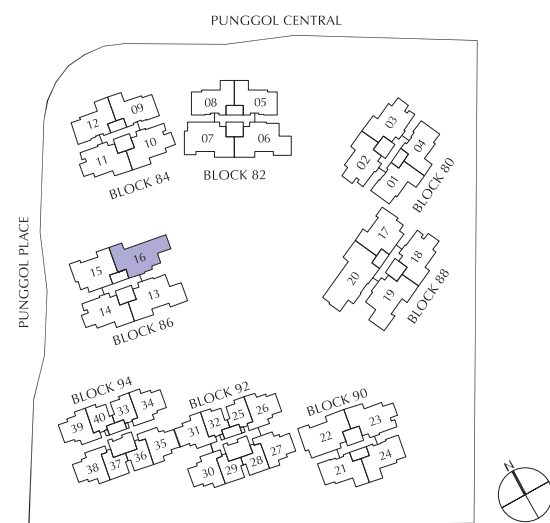 PUNGGOL CENTRAL
PUNGGOL PLACE
12 09
11 10
BLOCK 84
08 05
07 06
BLOCK 82
03
02 04
01
BLOCK 80
15 16
14 13
BLOCK 86
17
20 18
19
BLOCK 88
BLOCK 94
39 40 33 34
38 37 36 35
BLOCK 92
31 32 25 26
30 29 28 27
BLOCK 90
22 23
21 24
N